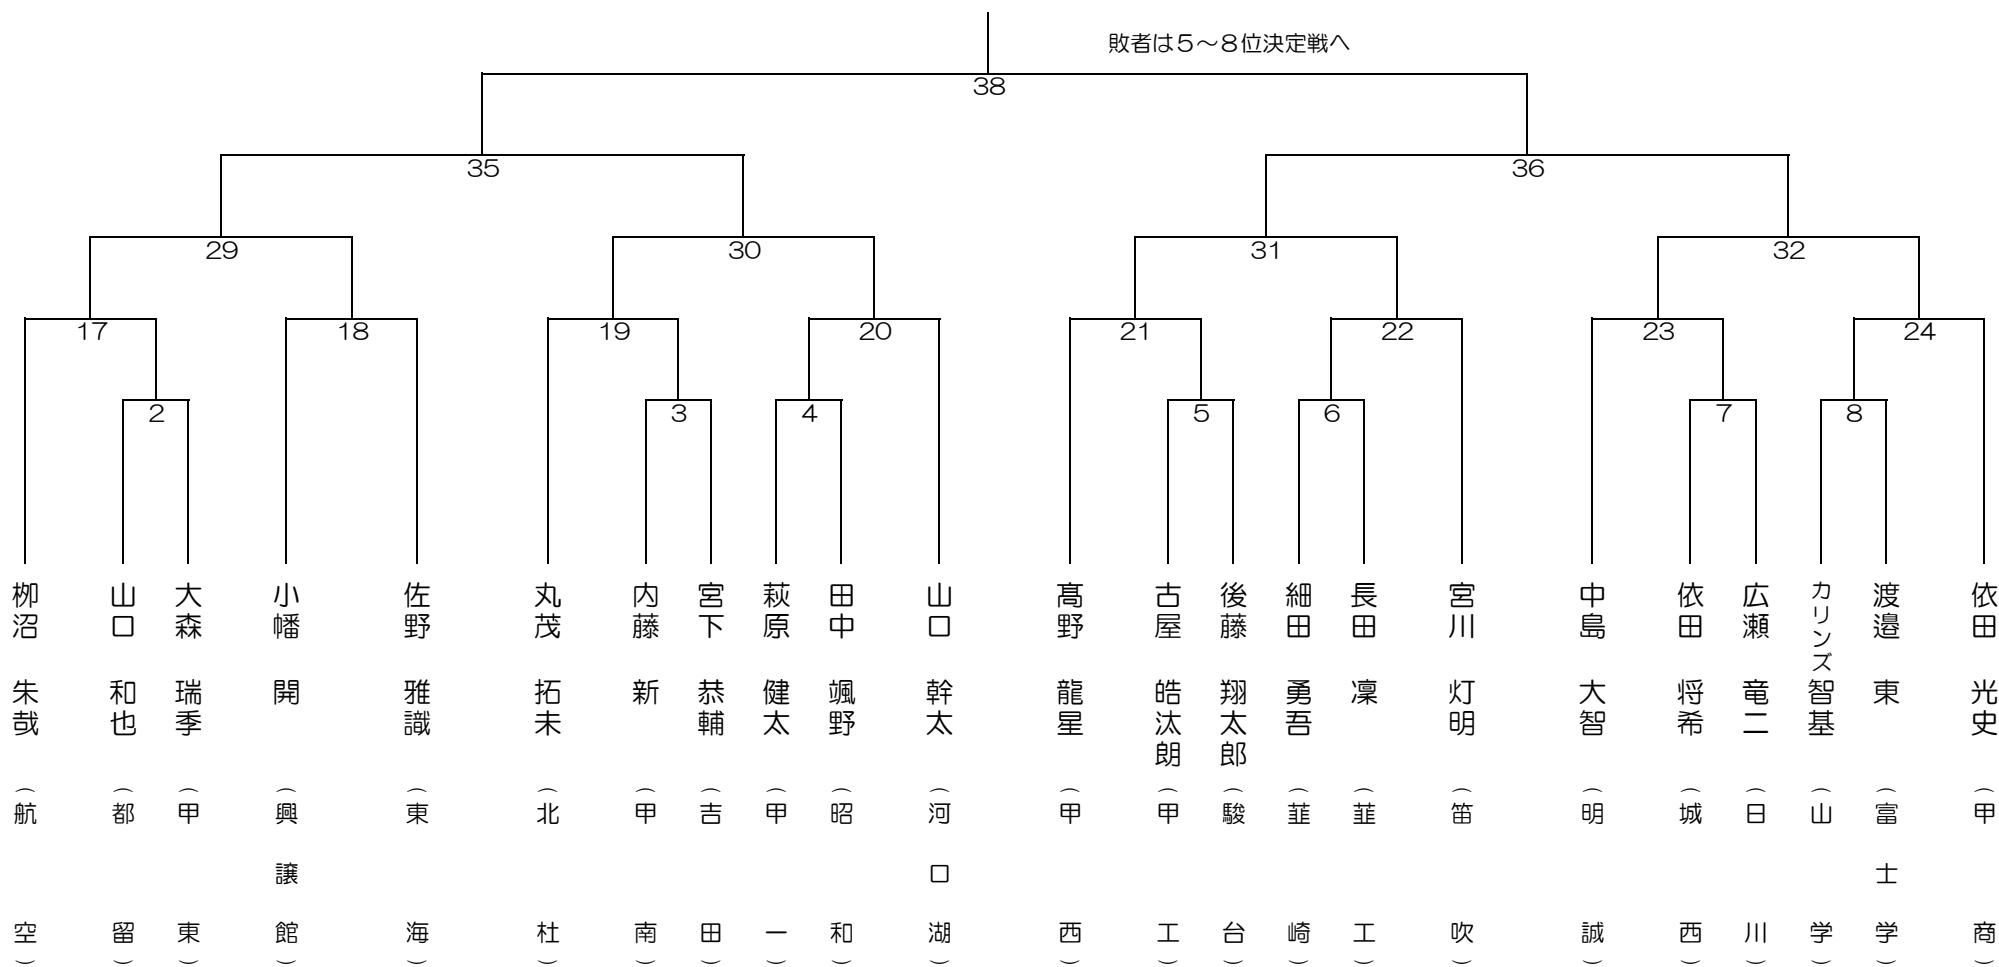 敗者は５～８位決定戦へ
38
35
36
29
30
31
32
17
18
19
20
21
22
23
24
2
3
4
5
6
7
8
栁沼 朱哉 （航空）
山口 和也 （都留）
大森 瑞季 （甲東）
小幡 開 （興譲館）
佐野 雅識 （東海）
丸茂 拓未 （北杜）
内藤 新 （甲南）
宮下 恭輔 （吉田）
萩原 健太 （甲一）
田中 颯野 （昭和）
山口 幹太 （河口湖）
髙野 龍星 （甲西）
古屋 皓汰朗 （甲工）
後藤 翔太郎 （駿台）
細田 勇吾 （韮崎）
長田 凜 （韮工）
宮川 灯明 （笛吹）
中島 大智 （明誠）
依田 将希 （城西）
広瀬 竜二 （日川）
カリンズ 智基 （山学）
渡邉 東 （富士学）
依田 光史 （甲商）